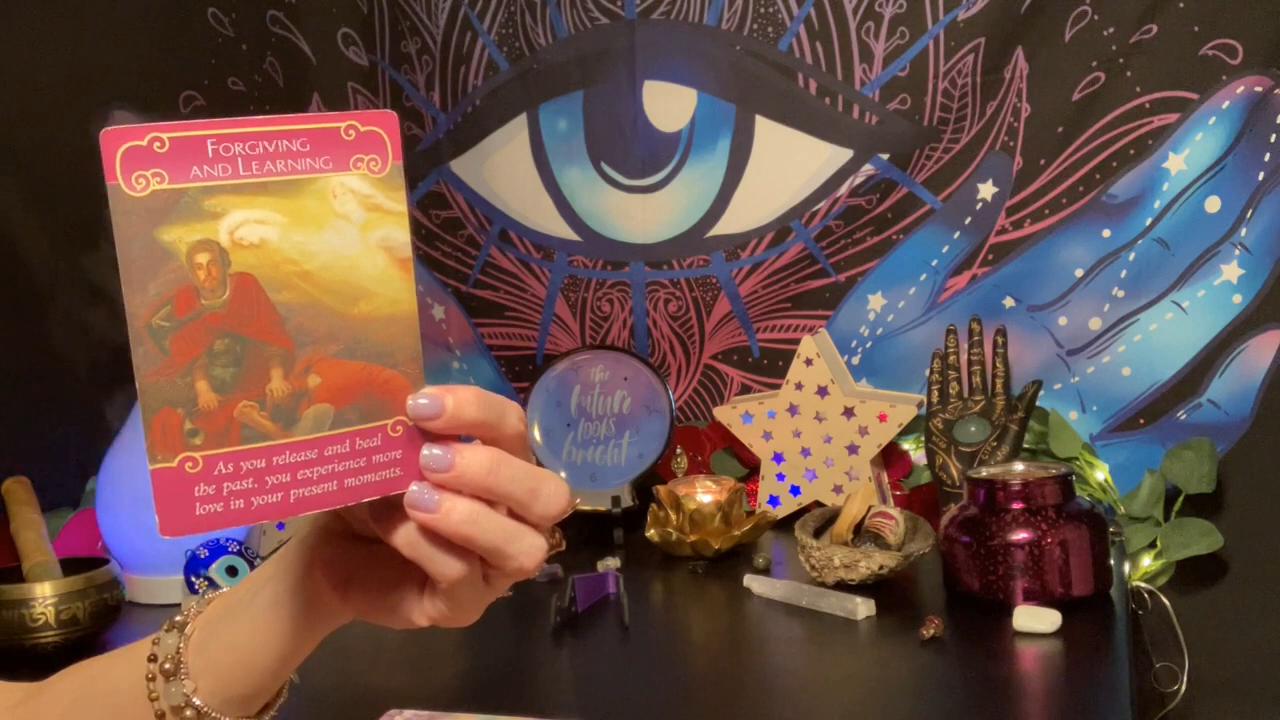 FORGIVING
AND LEARNING
As you release and heal
the past, you experience more
love in your present moments.
the
future
looks
bright